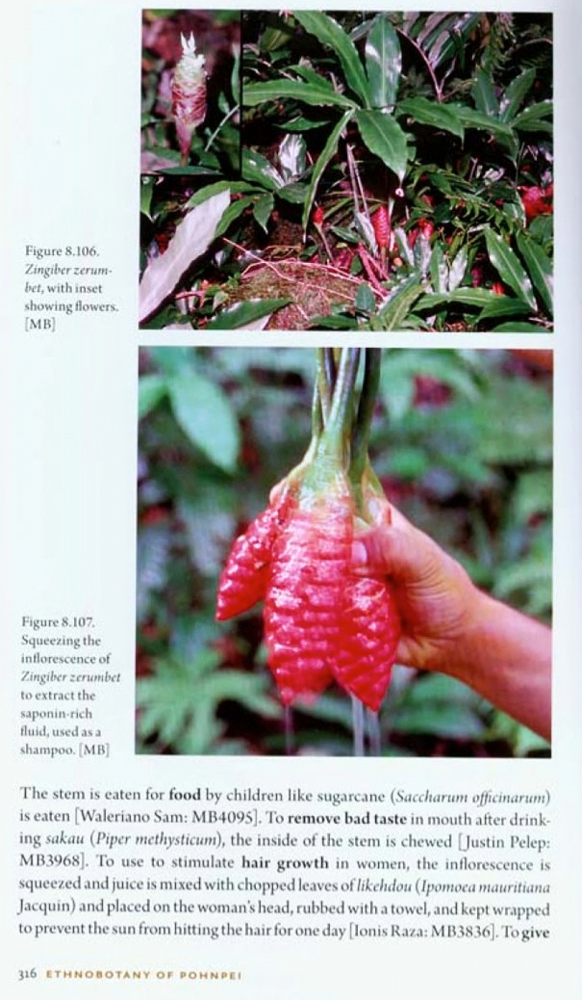 Figure 8.106.
Zingiber zerum-
bet, with inset
showing flowers.
[MB]
Figure 8.107.
Squeezing the
inflorescence of
Zingiber zerumbet
to extract the
saponin-rich
fluid, used as a
shampoo. [MB]
The stem is eaten for food by children like sugarcane (Saccharum officinarum)
is eaten [Waleriano Sam: MB4095]. To remove bad taste in mouth after drink-
ing sakau (Piper methysticum), the inside of the stem is chewed [Justin Pelep:
MB3968]. To use to stimulate hair growth in women, the inflorescence is
squeezed and juice is mixed with chopped leaves of likehdou (Ipomoea mauritiana
Jacquin) and placed on the woman's head, rubbed with a towel, and kept wrapped
to prevent the sun from hitting the hair for one day [Ionis Raza: MB3836]. To give
316 ETHNOBOTANY OF POHNPEI